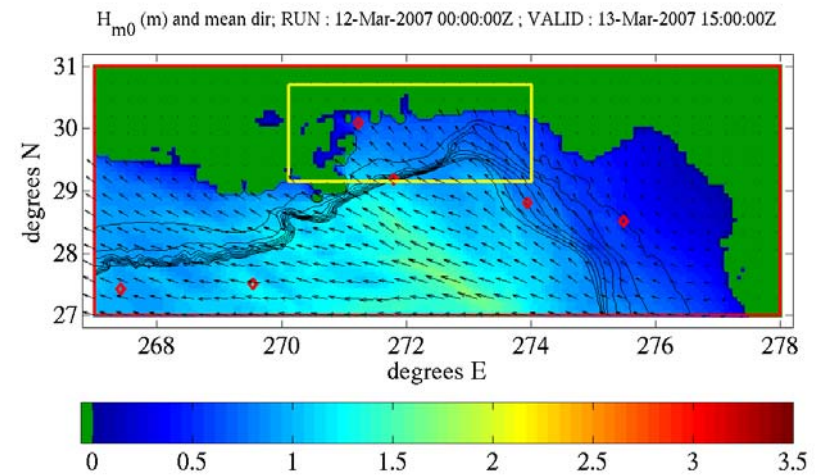 H_m0 (m) and mean dir; RUN : 12-Mar-2007 00:00:00Z ; VALID : 13-Mar-2007 15:00:00Z
31
30
29
28
27
degrees N
268 270 272 274 276 278
degrees E
0 0.5 1 1.5 2 2.5 3 3.5